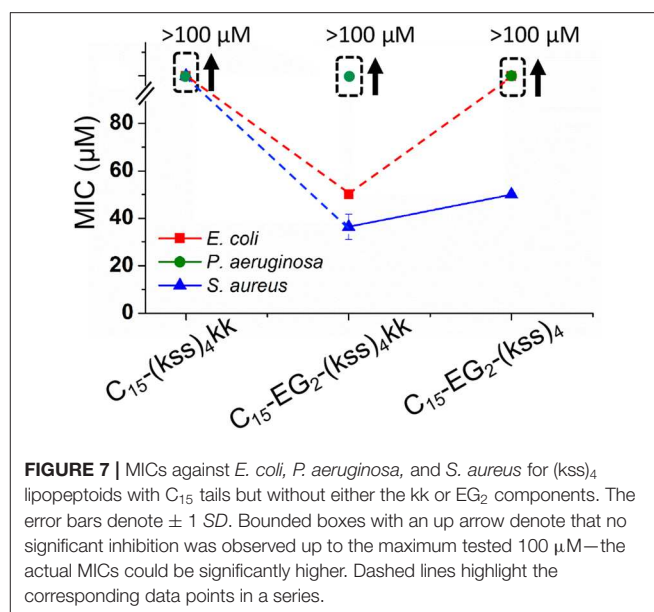 >100 μM >100 μM >100 μM
MIC (μM)
80
60
40
20
0
E. coli
P. aeruginosa
S. aureus
C₁₅-(kss)₄kk
C₁₅-EG₂-(kss)₄kk
C₁₅-EG₂-(kss)₄
FIGURE 7 | MICs against E. coli, P. aeruginosa, and S. aureus for (kss)₄
lipopeptoids with C₁₅ tails but without either the kk or EG₂ components. The
error bars denote ± 1 SD. Bounded boxes with an up arrow denote that no
significant inhibition was observed up to the maximum tested 100 μM—the
actual MICs could be significantly higher. Dashed lines highlight the
corresponding data points in a series.